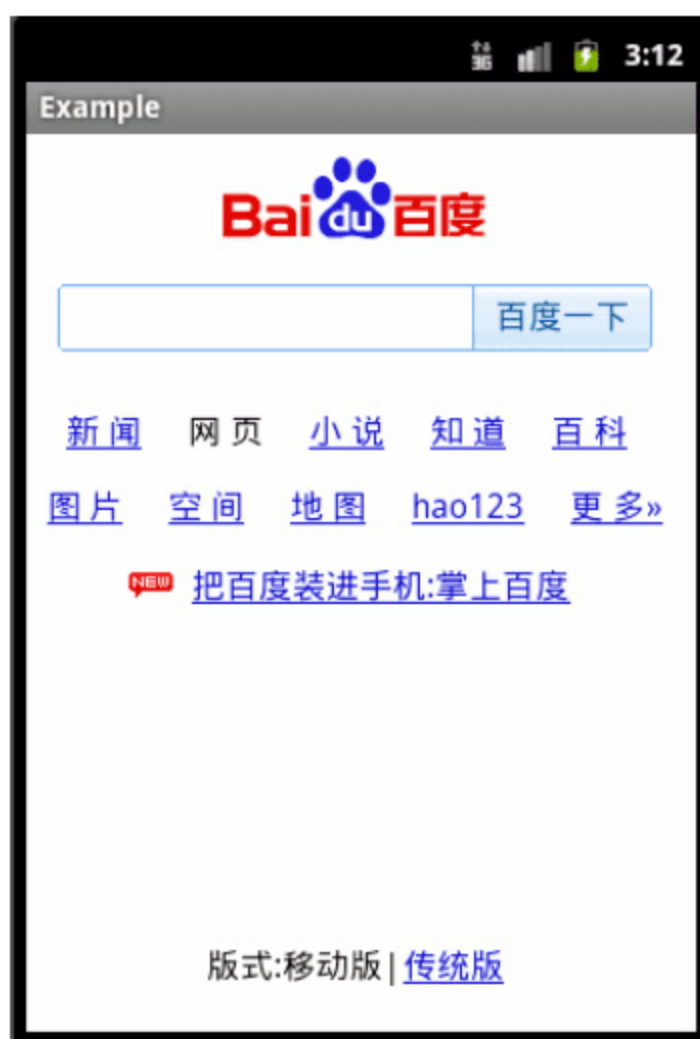 3G 3:12
Example
Bai du 百度
百度一下
新闻 网页 小说 知道 百科
图片 空间 地图 hao123 更多»
NEW 把百度装进手机:掌上百度
版式:移动版|传统版